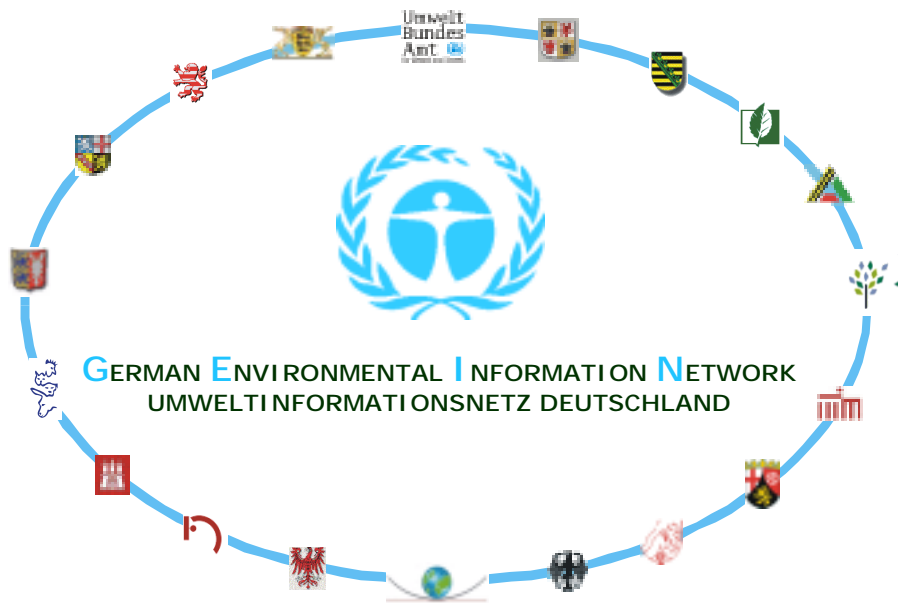 Umwelt
Bundes
Amt
GERMAN ENVIRONMENTAL INFORMATION NETWORK
UMWELTINFORMATIONSNETZ DEUTSCHLAND